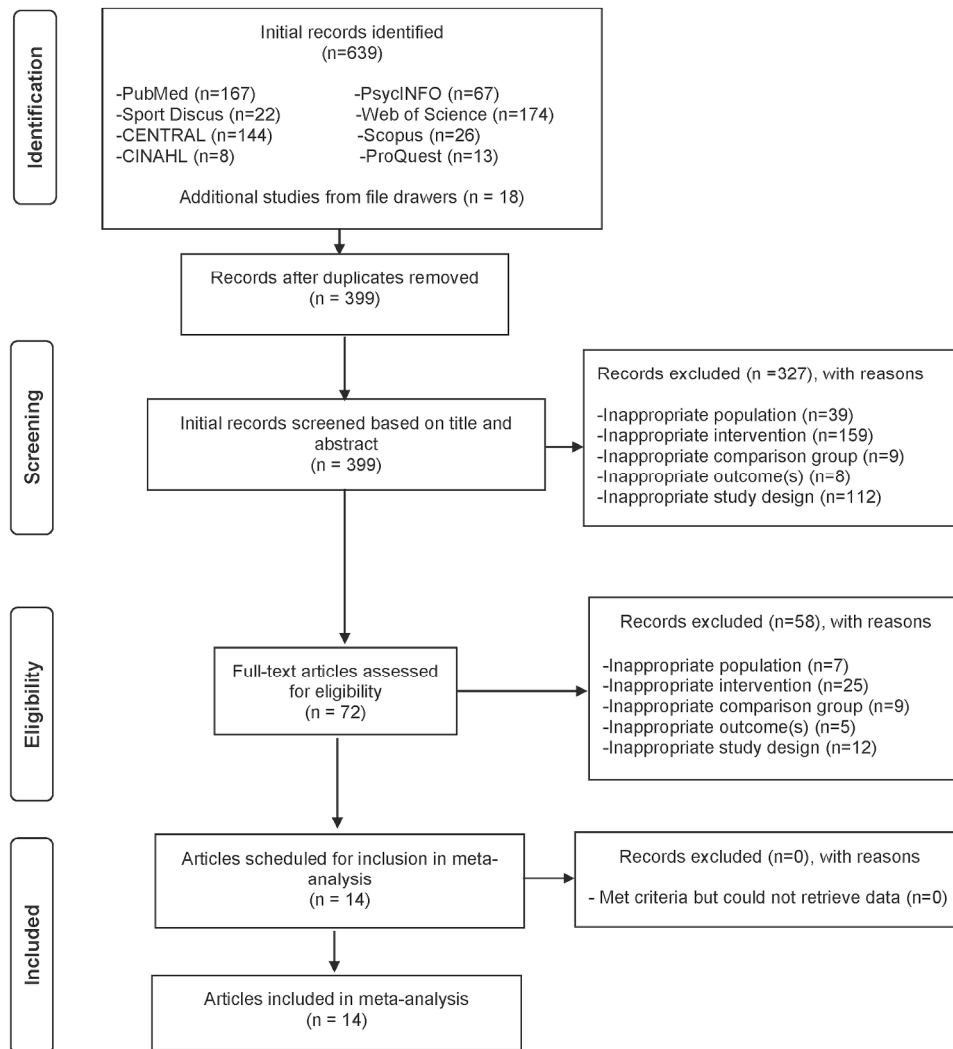 Identification
Initial records identified
(n=639)
-PubMed (n=167)
-Sport Discus (n=22)
-CENTRAL (n=144)
-CINAHL (n=8)
-PsycINFO (n=67)
-Web of Science (n=174)
-Scopus (n=26)
-ProQuest (n=13)
Additional studies from file drawers (n = 18)
Records after duplicates removed
(n = 399)
Screening
Initial records screened based on title and
abstract
(n = 399)
Records excluded (n =327), with reasons
-Inappropriate population (n=39)
-Inappropriate intervention (n=159)
-Inappropriate comparison group (n=9)
-Inappropriate outcome(s) (n=8)
-Inappropriate study design (n=112)
Eligibility
Full-text articles assessed
for eligibility
n = 72)
Records excluded (n=58), with reasons
-Inappropriate population (n=7)
-Inappropriate intervention (n=25)
-Inappropriate comparison group (n=9)
-Inappropriate outcome(s) (n=5)
-Inappropriate study design (n=12)
Included
Articles scheduled for inclusion in meta-
analysis
(n = 14)
Records excluded (n=0), with reasons
- Met criteria but could not retrieve data (n=0)
Articles included in meta-analysis
(n = 14)